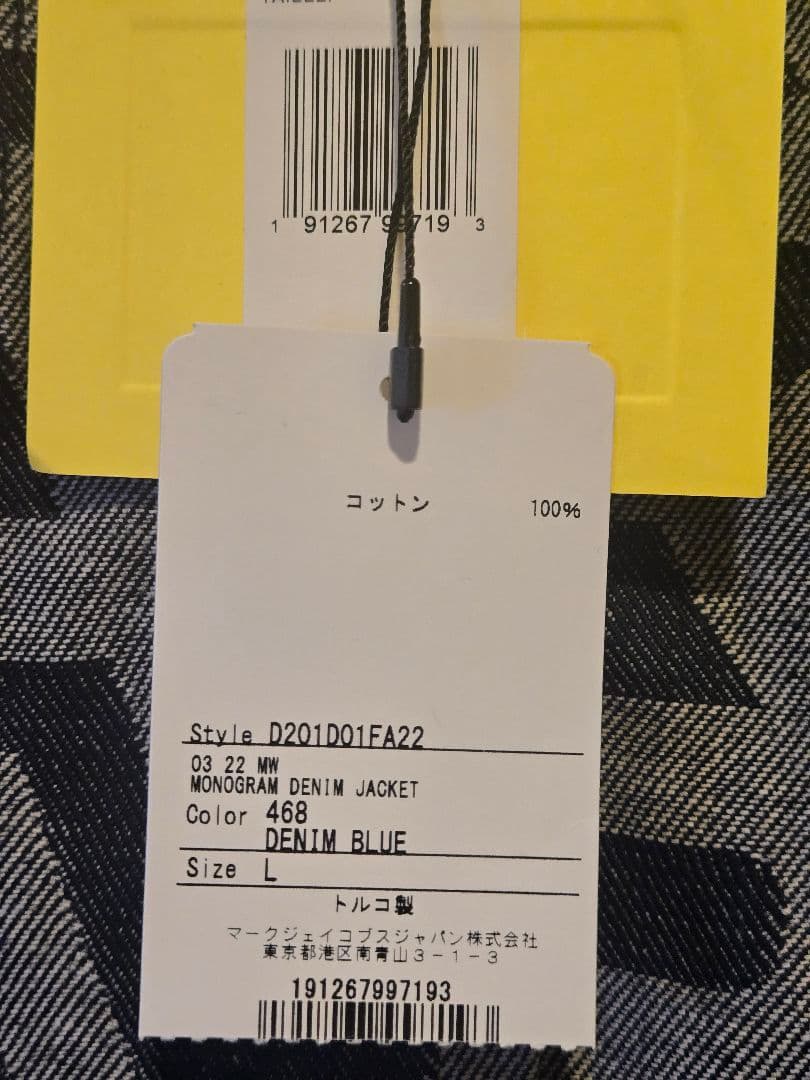 1 91267 99719 3
コットン 100%
Style D201D01FA22
03 22 MW
MONOGRAM DENIM JACKET
Color 468
DENIM BLUE
Size L
トルコ製
マークジェイコブスジャパン株式会社
東京都港区南青山3-1-3
191267997193